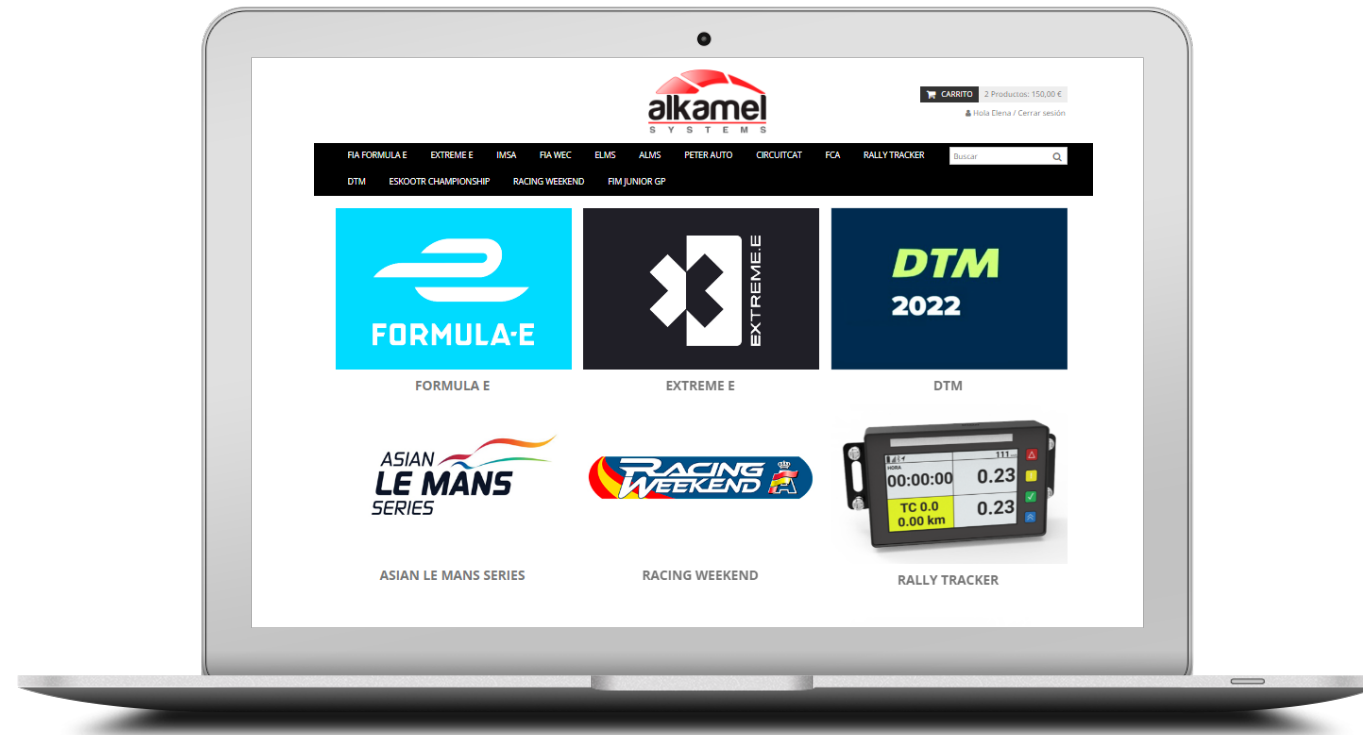 alkamel
SYSTEMS
CARRITO 2 Productos: 150,00 €
Hola Elena / Cerrar sesión
FIA FORMULA E EXTREME E IMSA FIA WEC ELMS ALMS PETER AUTO CIRCUITCAT FCA RALLY TRACKER Buscar
DTM ESKOOTR CHAMPIONSHIP RACING WEEKEND FIM JUNIOR GP
FORMULA-E
EXTREME.E
DTM
2022
FORMULA E
EXTREME E
DTM
ASIAN
LE MANS
SERIES
RACING
WEEKEND
111
HORA
00:00:00
0.23
TC 0.0
0.00 km
0.23
ASIAN LE MANS SERIES
RACING WEEKEND
RALLY TRACKER